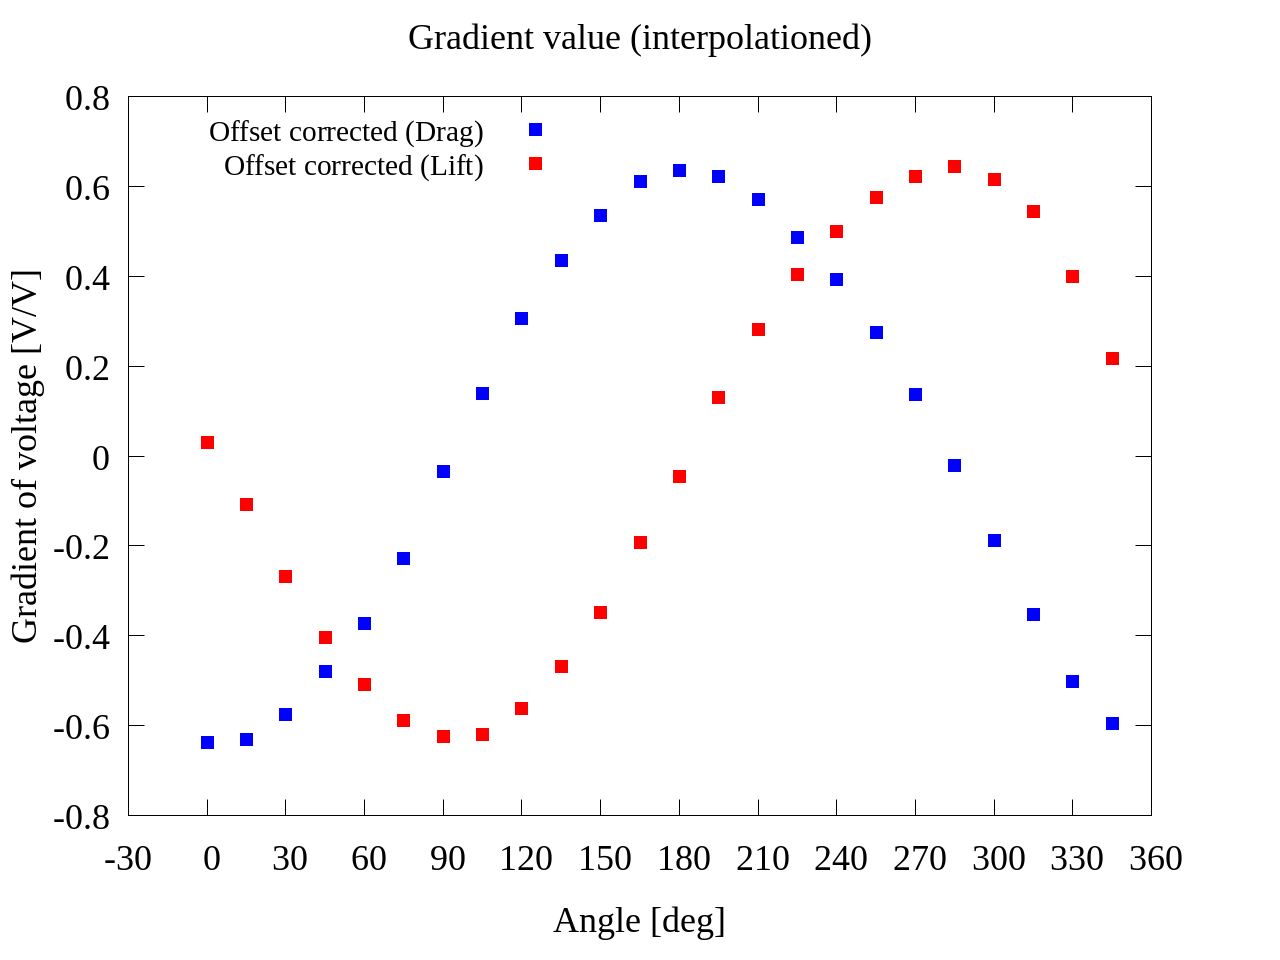 Gradient value (interpolationed)
0.8
Offset corrected (Drag)
Offset corrected (Lift)
0.6
0.4
0.2
0
-0.2
-0.4
-0.6
-0.8
Gradient of voltage [V/V]
-30 0 30 60 90 120 150 180 210 240 270 300 330 360
Angle [deg]